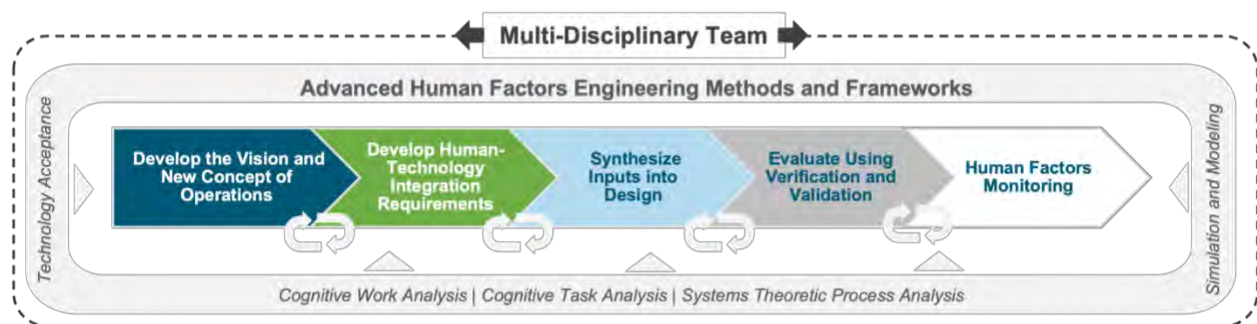 Multi-Disciplinary Team
Advanced Human Factors Engineering Methods and Frameworks
Technology Acceptance
Develop the Vision and
New Concept of
Operations
Develop Human-
Technology
Integration
Requirements
Synthesize
Inputs into
Design
Evaluate Using
Verification and
Validation
Human Factors
Monitoring
Simulation and Modeling
Cognitive Work Analysis | Cognitive Task Analysis | Systems Theoretic Process Analysis